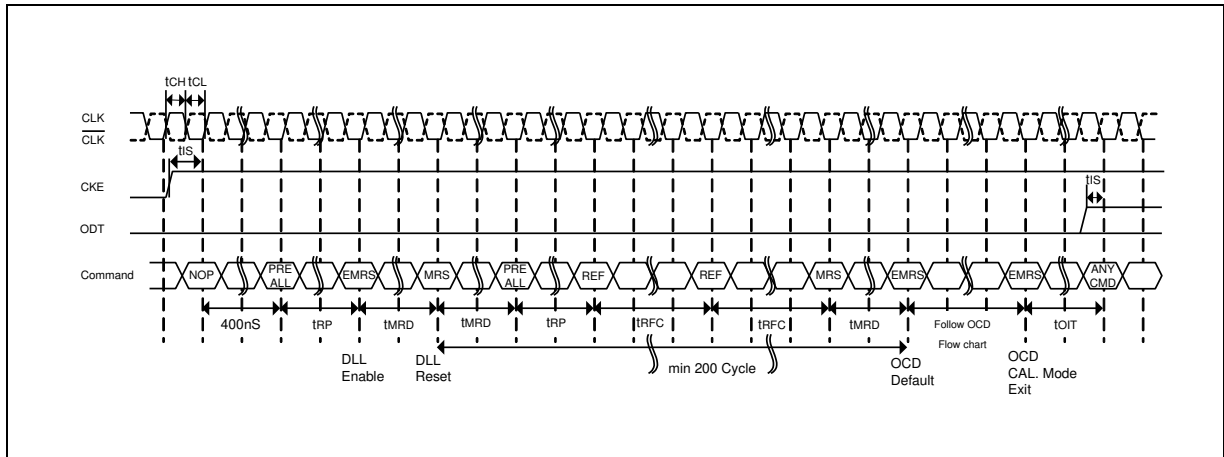 tCH tCL
CLK
CLK
tIS
CKE
tIS
ODT
Command
NOP
PRE
ALL
EMRS
MRS
PRE
ALL
REF
REF
MRS
EMRS
EMRS
ANY
CMD
400nS
tRP
tMRD
tMRD
tRP
tRFC
tRFC
tMRD
Follow OCD
Flow chart
tOIT
DLL
Enable
DLL
Reset
min 200 Cycle
OCD
Default
OCD
CAL. Mode
Exit